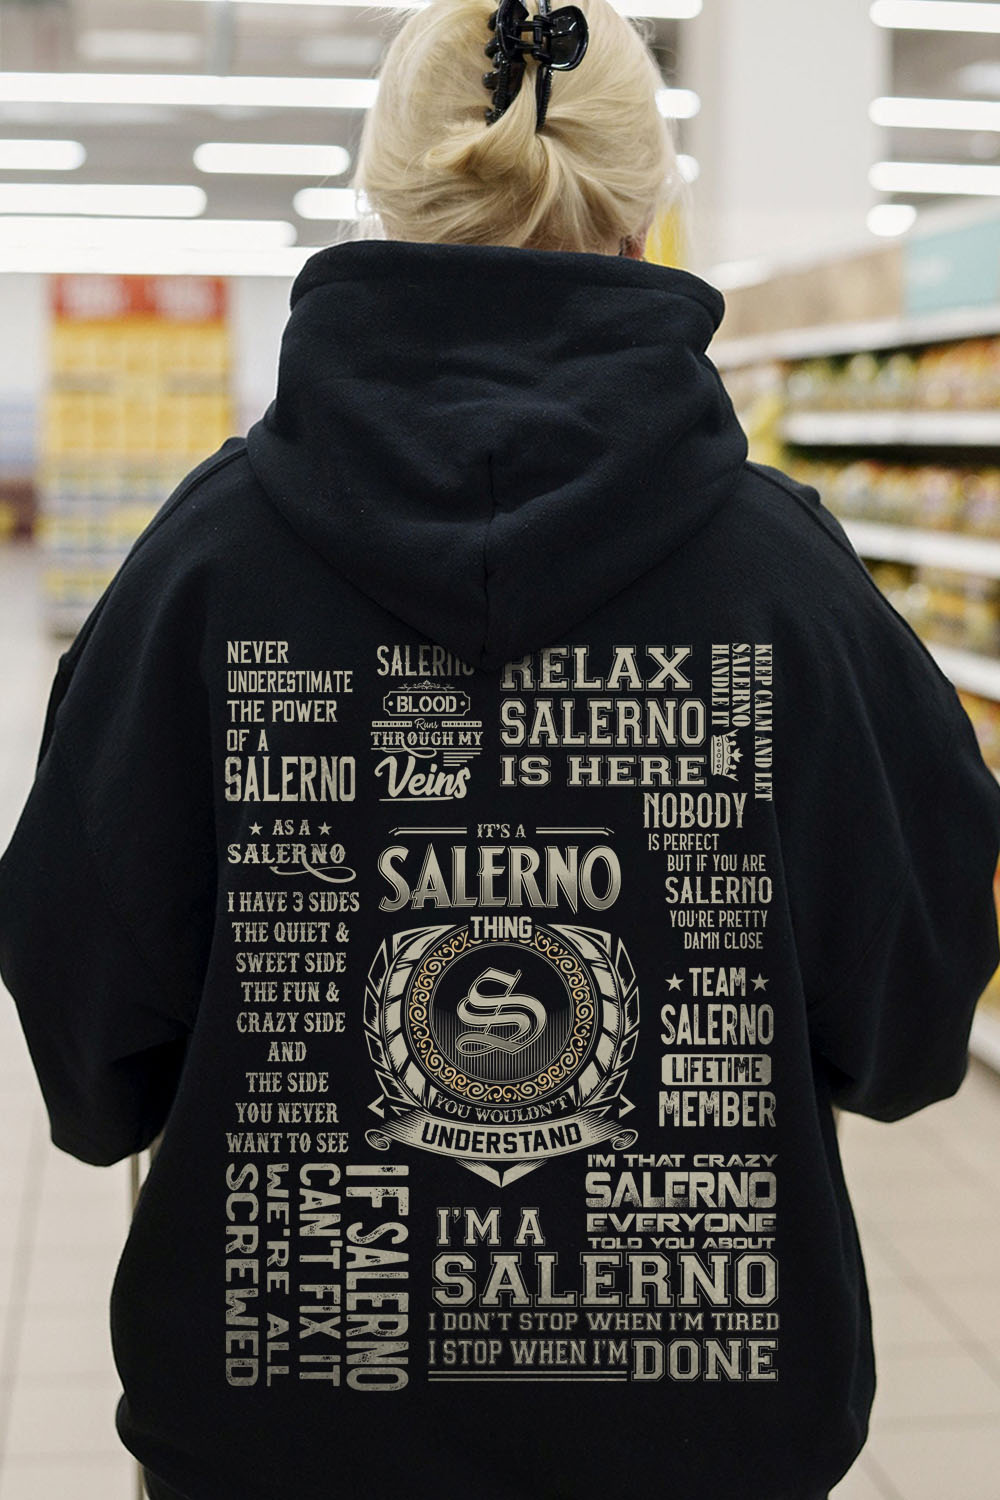 NEVER
UNDERESTIMATE
THE POWER
OF A
SALERNO
SALERNO
BLOOD
Runs
THROUGH MY
Veins
RELAX
SALERNO
IS HERE
KEEP CALM AND LET
SALERNO
HANDLE IT
NOBODY
IS PERFECT
BUT IF YOU ARE
SALERNO
YOU'RE PRETTY
DAMN CLOSE
★ AS A ★
SALERNO
I HAVE 3 SIDES
THE QUIET &
SWEET SIDE
THE FUN &
CRAZY SIDE
AND
THE SIDE
YOU NEVER
WANT TO SEE
IT'S A
SALERNO
THING
S
YOU WOULDN'T
UNDERSTAND
★ TEAM ★
SALERNO
LIFETIME
MEMBER
IF SALERNO
CAN'T FIX IT
WE'RE ALL
SCREWED
I'M THAT CRAZY
SALERNO
EVERYONE
TOLD YOU ABOUT
I'M A
SALERNO
I DON'T STOP WHEN I'M TIRED
I STOP WHEN I'M DONE